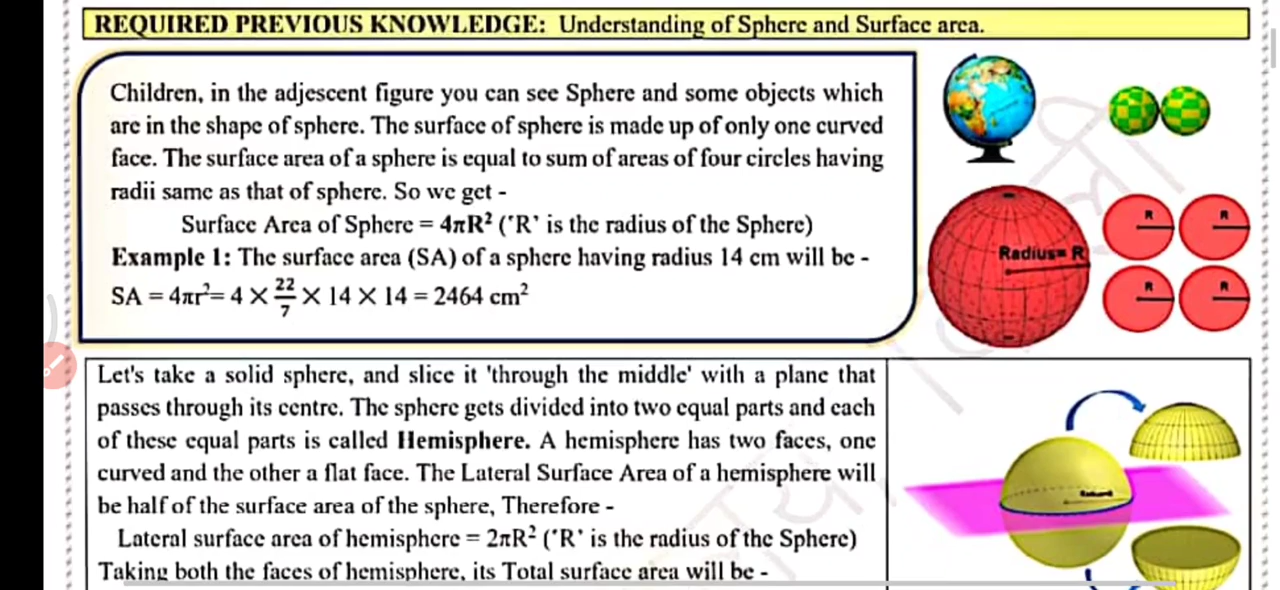 REQUIRED PREVIOUS KNOWLEDGE: Understanding of Sphere and Surface area.
Children, in the adjescent figure you can see Sphere and some objects which
are in the shape of sphere. The surface of sphere is made up of only one curved
face. The surface area of a sphere is equal to sum of areas of four circles having
radii same as that of sphere. So we get -
Surface Area of Sphere = 4πR² ('R' is the radius of the Sphere)
Example 1: The surface area (SA) of a sphere having radius 14 cm will be -
SA = 4πr²= 4 × 22/7 × 14 × 14 = 2464 cm²
Radius= R
R R
R R
Let's take a solid sphere, and slice it 'through the middle' with a plane that
passes through its centre. The sphere gets divided into two equal parts and each
of these equal parts is called Hemisphere. A hemisphere has two faces, one
curved and the other a flat face. The Lateral Surface Area of a hemisphere will
be half of the surface area of the sphere, Therefore -
Lateral surface area of hemisphere = 2πR² ('R' is the radius of the Sphere)
Taking both the faces of hemisphere, its Total surface area will be -